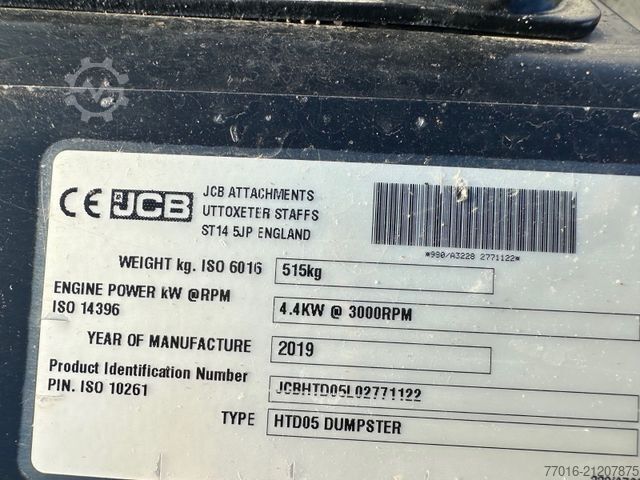 CE JCB
JCB ATTACHMENTS
UTTOXETER STAFFS
ST14 5JP ENGLAND
*980/A3228 2771122*
WEIGHT kg. ISO 6016 515kg
ENGINE POWER kW @RPM
ISO 14396
4.4KW @ 3000RPM
YEAR OF MANUFACTURE 2019
Product Identification Number
PIN. ISO 10261
JCBHTD05L02771122
TYPE HTD05 DUMPSTER
77016-21207875